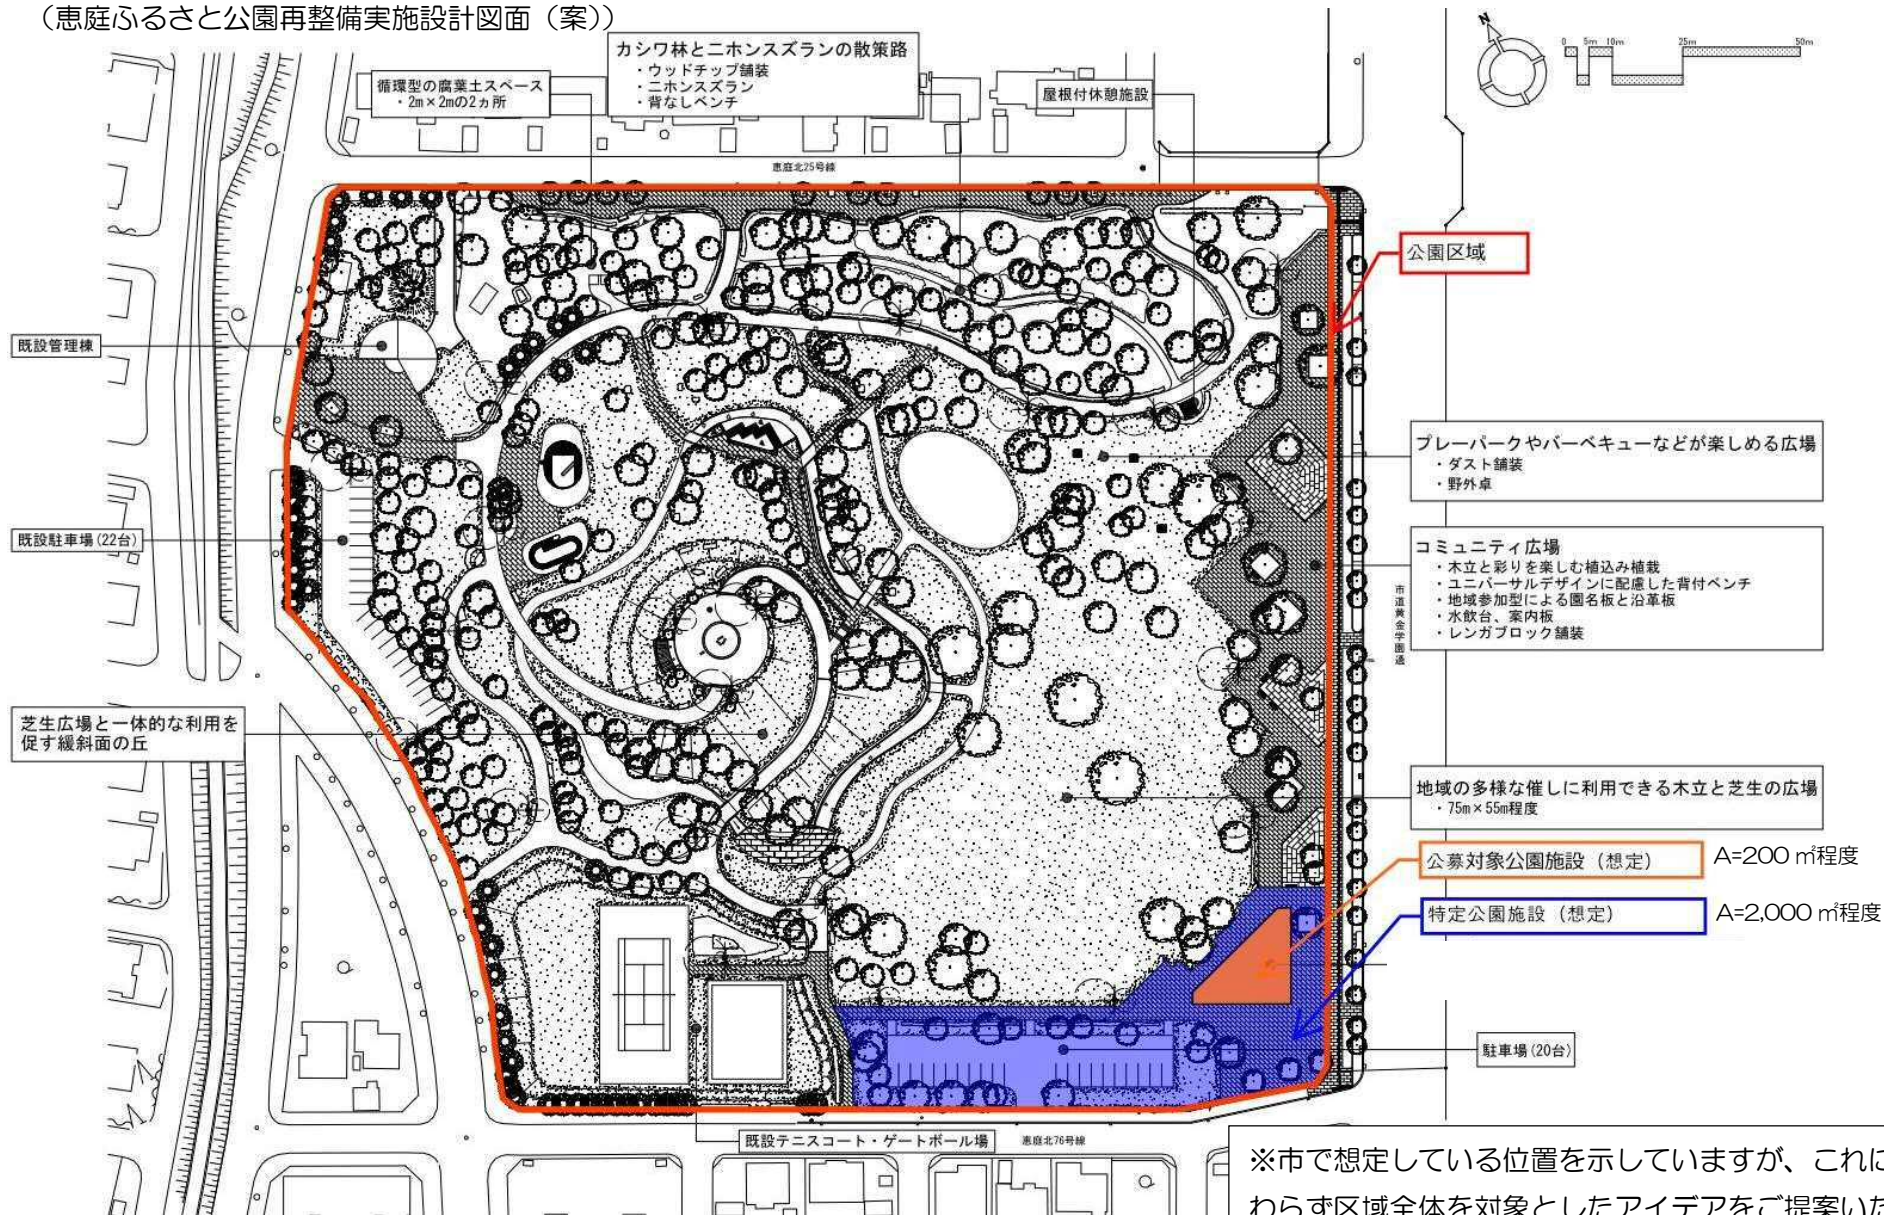 (恵庭ふるさと公園再整備実施設計図面（案）)
カシワ林と二ホンスズランの散策路
・ウッドチップ舗装
・二ホンスズラン
・背なしベンチ
循環型の腐葉土スペース
・2m×2mの2ヵ所
屋根付休憩施設
N
0 5m 10m 25m 50m
恵庭北25号線
公園区域
既設管理棟
プレーパークやバーベキューなどが楽しめる広場
・ダスト舗装
・野外卓
既設駐車場(22台)
コミュニティ広場
・木立と彩りを楽しむ植込み植栽
・ユニバーサルデザインに配慮した背付ベンチ
・地域参加型による園名板と沿革板
・水飲台、案内板
・レンガブロック舗装
市道黄金学園通
芝生広場と一体的な利用を
促す緩斜面の丘
地域の多様な催しに利用できる木立と芝生の広場
・75m×55m程度
公募対象公園施設（想定） A=200 ㎡程度
特定公園施設（想定） A=2,000 ㎡程度
駐車場(20台)
既設テニスコート・ゲートボール場
恵庭北76号線
※市で想定している位置を示していますが、これに
わらず区域全体を対象としたアイデアをご提案いた